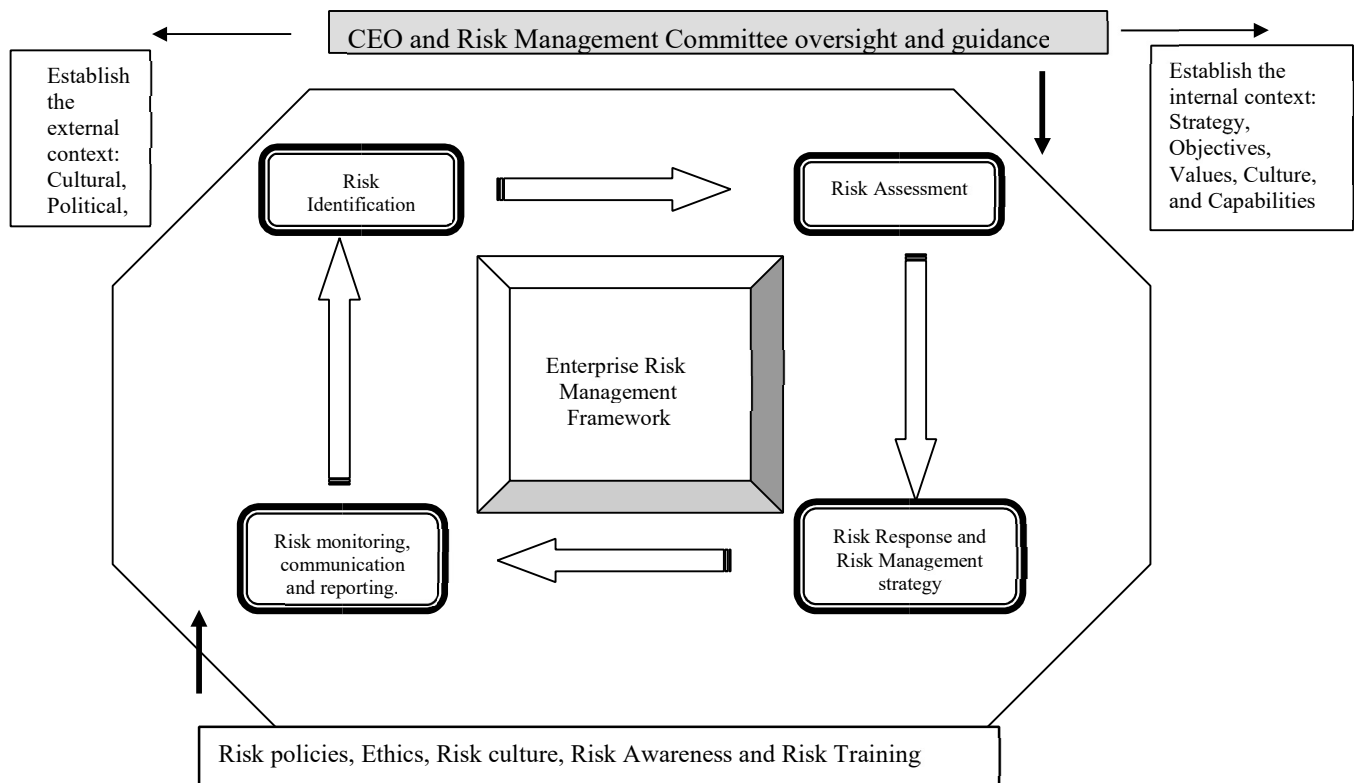 CEO and Risk Management Committee oversight and guidance
Establish
the
external
context:
Cultural,
Political,
Establish the
internal context:
Strategy,
Objectives,
Values, Culture,
and Capabilities
Risk
Identification
Risk Assessment
Enterprise Risk
Management
Framework
Risk monitoring,
communication
and reporting.
Risk Response and
Risk Management
strategy
Risk policies, Ethics, Risk culture, Risk Awareness and Risk Training